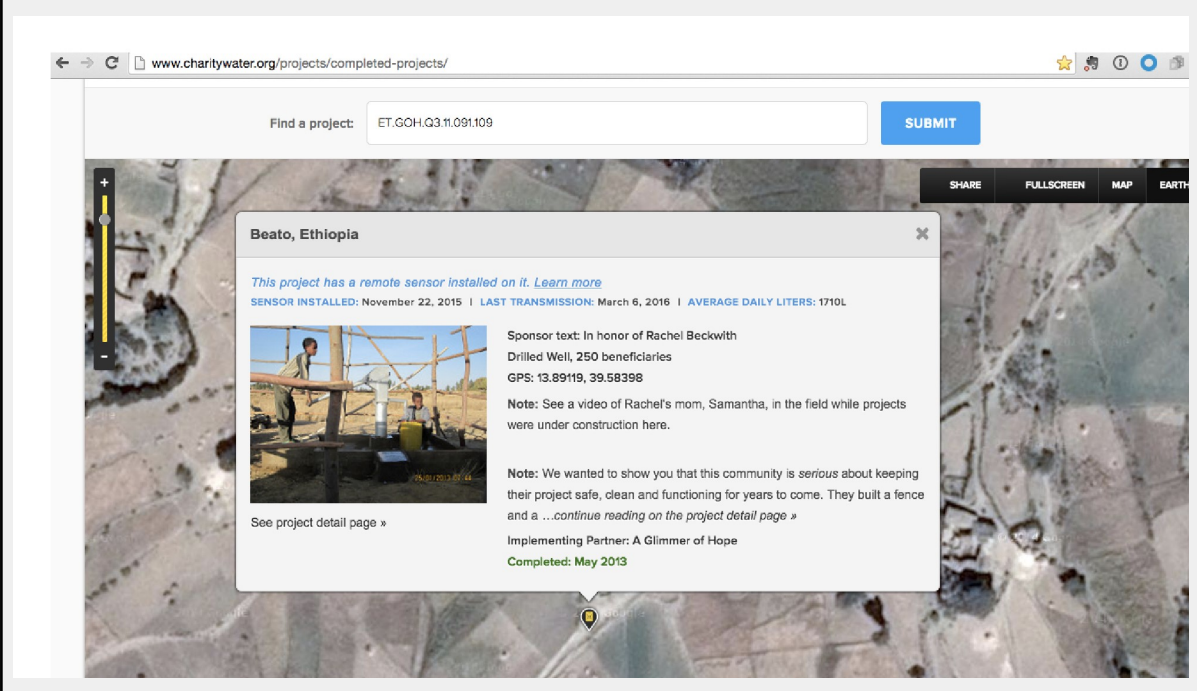 www.charitywater.org/projects/completed-projects/
Find a project: ET.GOH.Q3.11.091.109 SUBMIT
+
SHARE FULLSCREEN MAP EARTH
Beato, Ethiopia
This project has a remote sensor installed on it. Learn more
SENSOR INSTALLED: November 22, 2015 | LAST TRANSMISSION: March 6, 2016 | AVERAGE DAILY LITERS: 1710L
Sponsor text: In honor of Rachel Beckwith
Drilled Well, 250 beneficiaries
GPS: 13.89119, 39.58398
Note: See a video of Rachel's mom, Samantha, in the field while projects
were under construction here.
Note: We wanted to show you that this community is serious about keeping
their project safe, clean and functioning for years to come. They built a fence
and a ...continue reading on the project detail page »
Implementing Partner: A Glimmer of Hope
Completed: May 2013
-
25/01/2013
See project detail page »